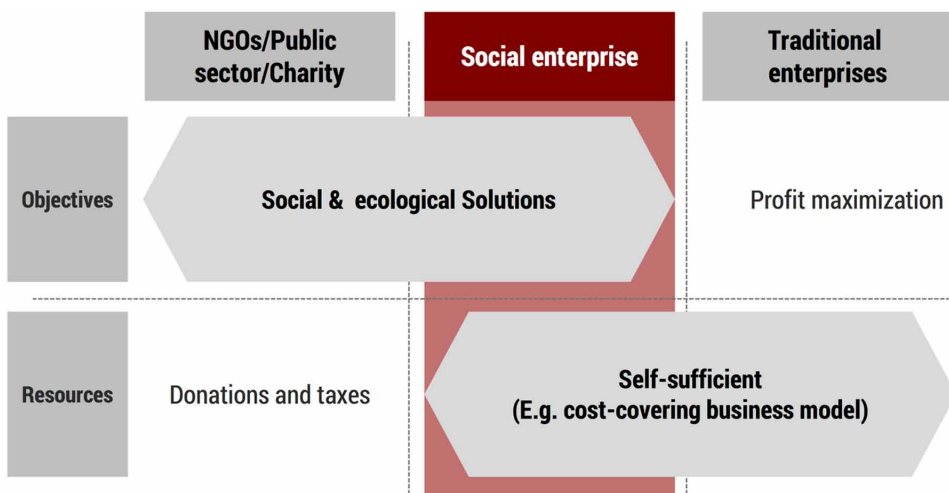 NGOs/Public
sector/Charity
Social enterprise
Traditional
enterprises
Objectives
Social & ecological Solutions
Profit maximization
Resources
Donations and taxes
Self-sufficient
(E.g. cost-covering business model)